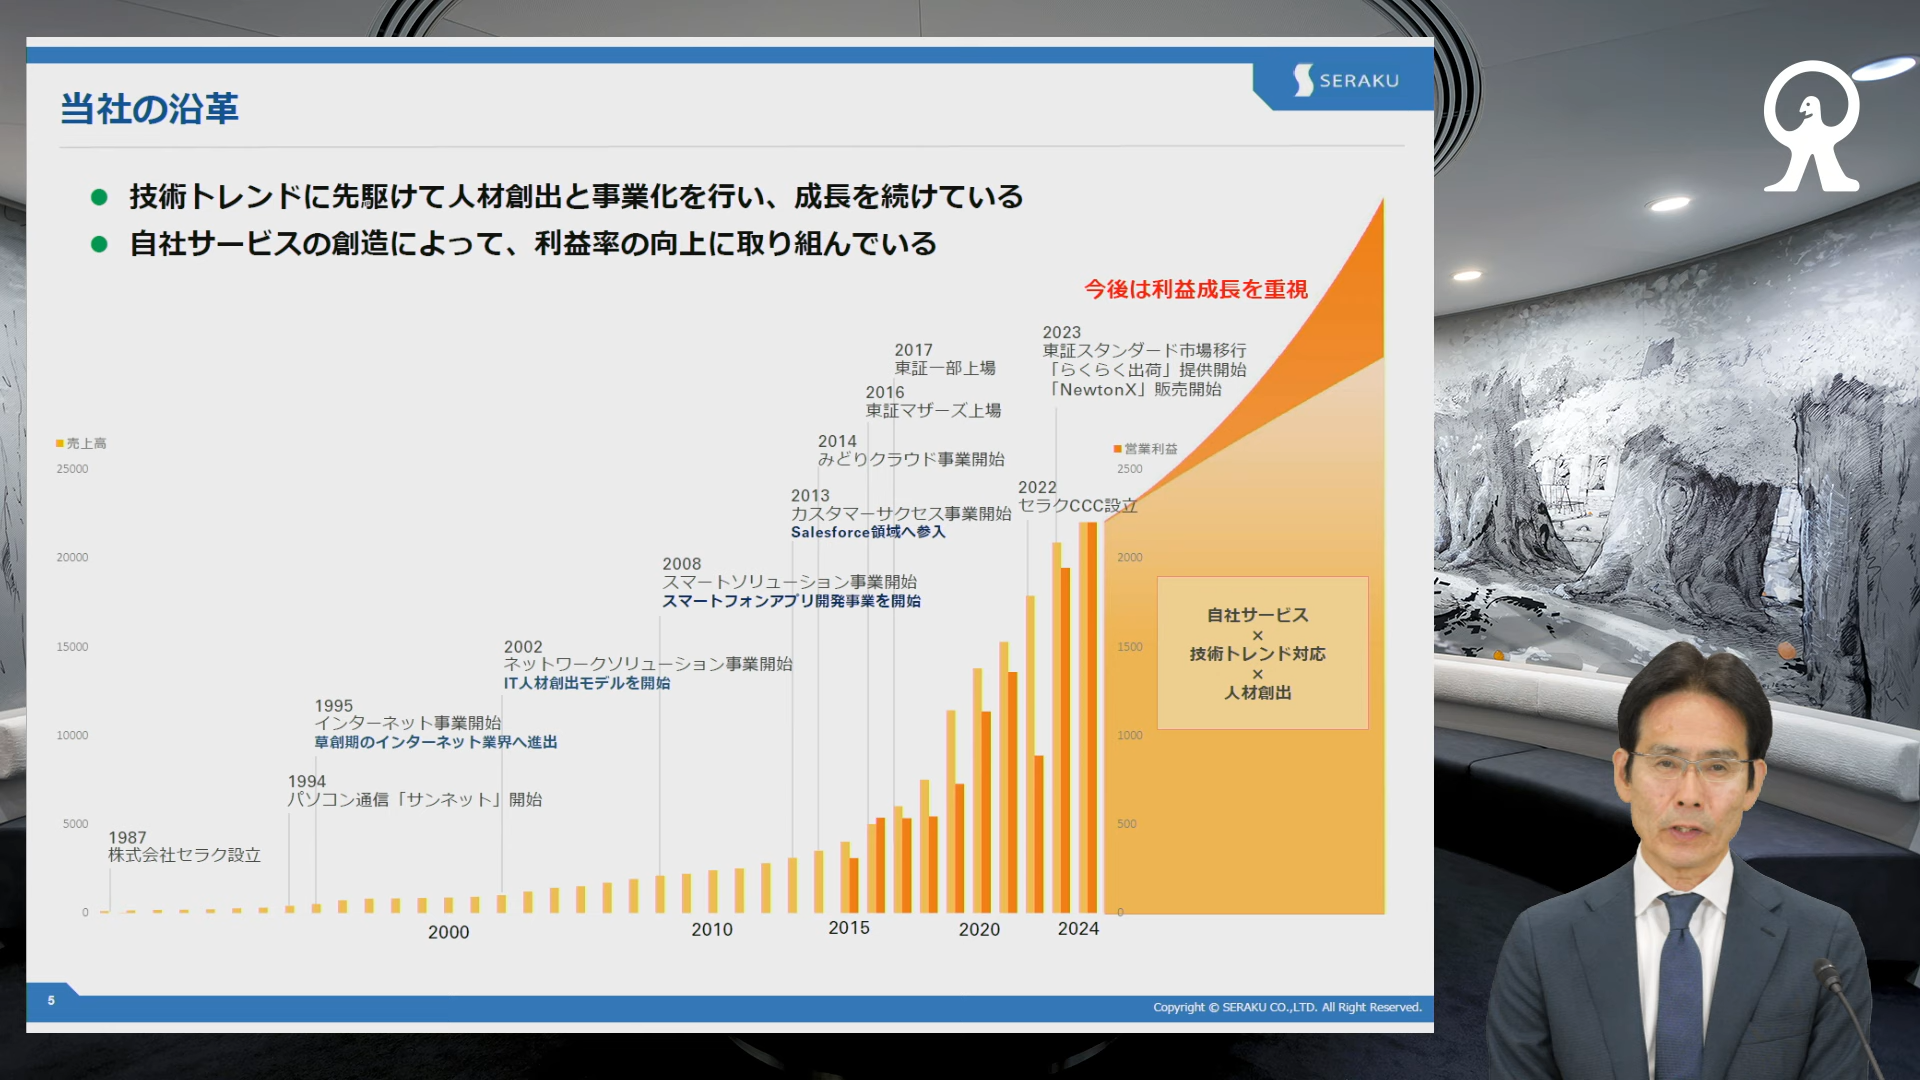 SERAKU
当社の沿革
技術トレンドに先駆けて人材創出と事業化を行い、成長を続けている
自社サービスの創造によって、利益率の向上に取り組んでいる
今後は利益成長を重視
2023
東証スタンダード市場移行
「らくらく出荷」提供開始
「NewtonX」販売開始
2017
東証一部上場
2016
東証マザーズ上場
2014
みどりクラウド事業開始
2013
カスタマーサクセス事業開始
Salesforce領域へ参入
2022
セラクCCC設立
2008
スマートソリューション事業開始
スマートフォンアプリ開発事業を開始
2002
ネットワークソリューション事業開始
IT人材創出モデルを開始
1995
インターネット事業開始
草創期のインターネット業界へ進出
1994
パソコン通信「サンネット」開始
1987
株式会社セラク設立
売上高
25000
20000
15000
10000
5000
0
営業利益
2500
2000
1500
1000
500
0
自社サービス
×
技術トレンド対応
×
人材創出
2000
2010
2015
2020
2024
5
Copyright © SERAKU CO.,LTD. All Right Reserved.